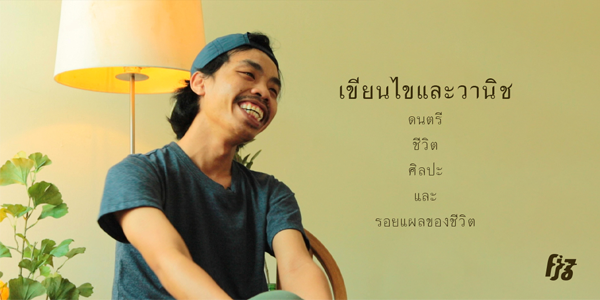 เขียนไขและวานิช
ดนตรี
ชีวิต
ศิลปะ
และ
รอยแผลของชีวิต